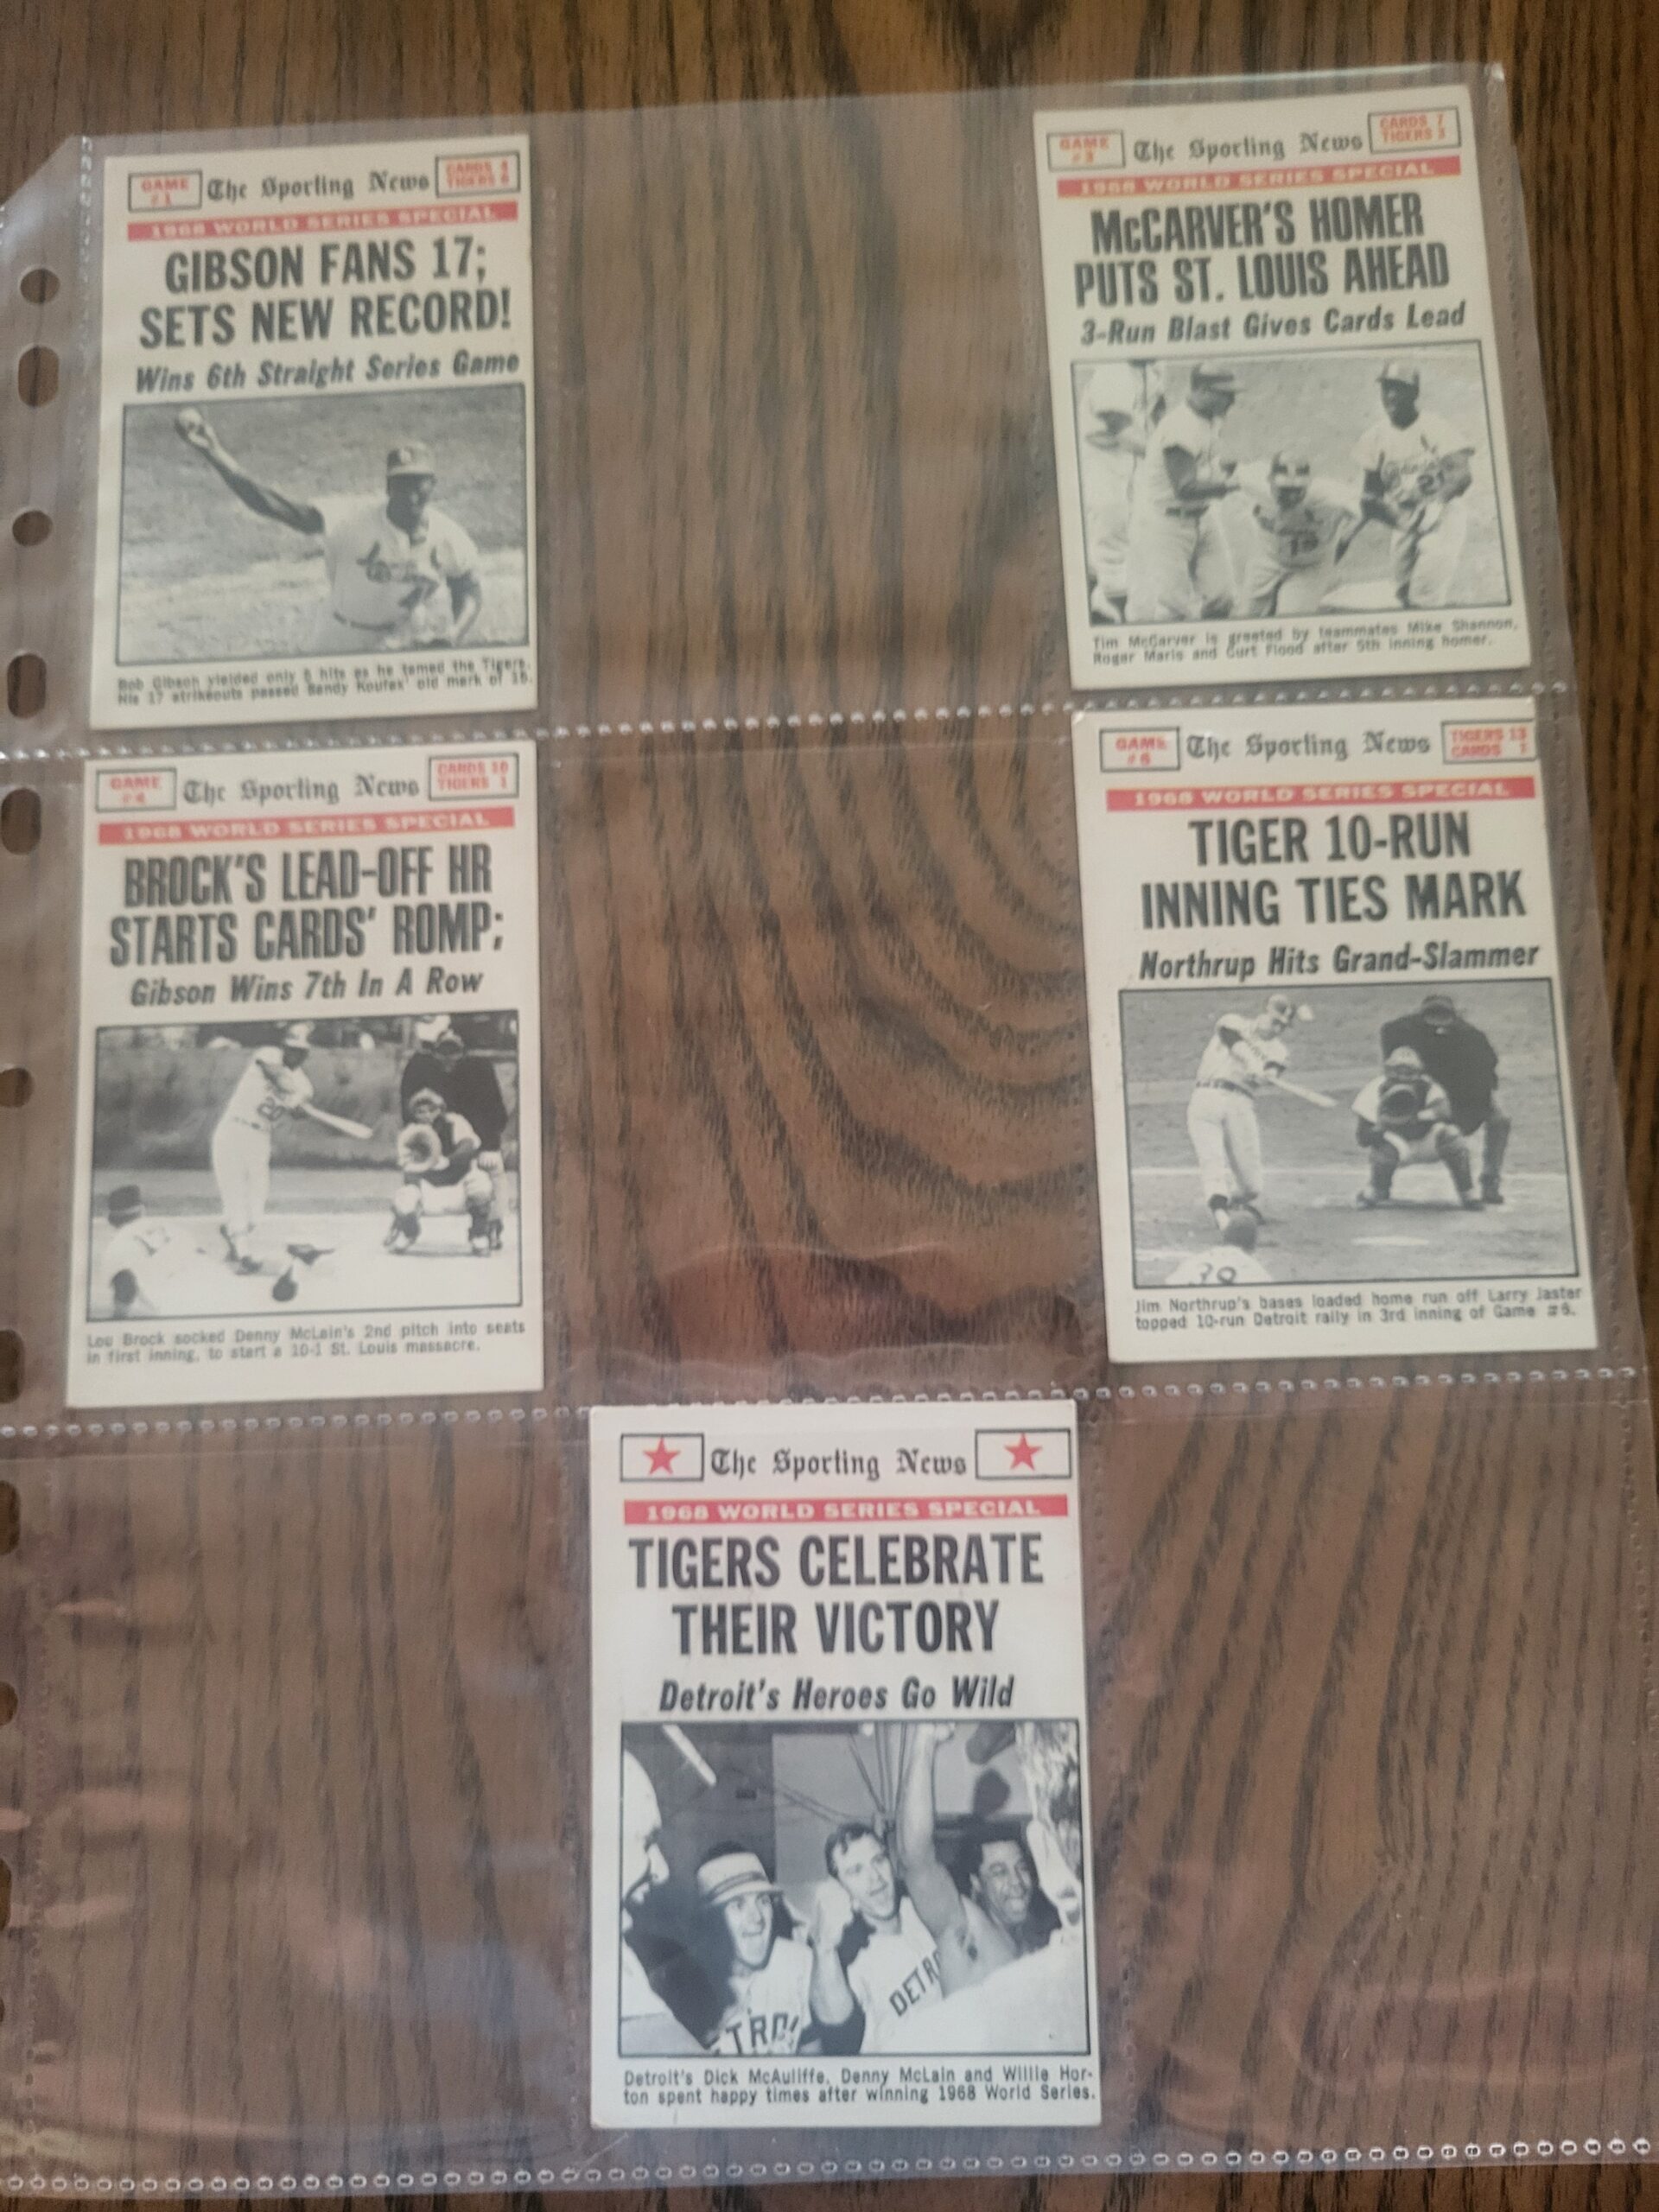 GAME #1
The Sporting News
CARDS 4
TIGERS 0
1968 WORLD SERIES SPECIAL
GIBSON FANS 17;
SETS NEW RECORD!
Wins 6th Straight Series Game
Bob Gibson yielded only 5 hits as he tamed the Tigers.
His 17 strikeouts passed Sandy Koufax' old mark of 15.
GAME #3
The Sporting News
CARDS 7
TIGERS 3
1968 WORLD SERIES SPECIAL
McCARVER'S HOMER
PUTS ST. LOUIS AHEAD
3-Run Blast Gives Cards Lead
21
15
Tim McCarver is greeted by teammates Mike Shannon,
Roger Maris and Curt Flood after 5th inning homer.
GAME #4
The Sporting News
CARDS 10
TIGERS 1
1968 WORLD SERIES SPECIAL
BROCK'S LEAD-OFF HR
STARTS CARDS' ROMP;
Gibson Wins 7th In A Row
Lou Brock socked Denny McLain's 2nd pitch into seats
in first inning, to start a 10-1 St. Louis massacre.
GAME #6
The Sporting News
TIGERS 13
CARDS 1
1968 WORLD SERIES SPECIAL
TIGER 10-RUN
INNING TIES MARK
Northrup Hits Grand-Slammer
Jim Northrup's bases loaded home run off Larry Jaster
topped 10-run Detroit rally in 3rd inning of Game #6.
The Sporting News
1968 WORLD SERIES SPECIAL
TIGERS CELEBRATE
THEIR VICTORY
Detroit's Heroes Go Wild
TRO
DETR
Detroit's Dick McAuliffe, Denny McLain and Willie Hor-
ton spent happy times after winning 1968 World Series.